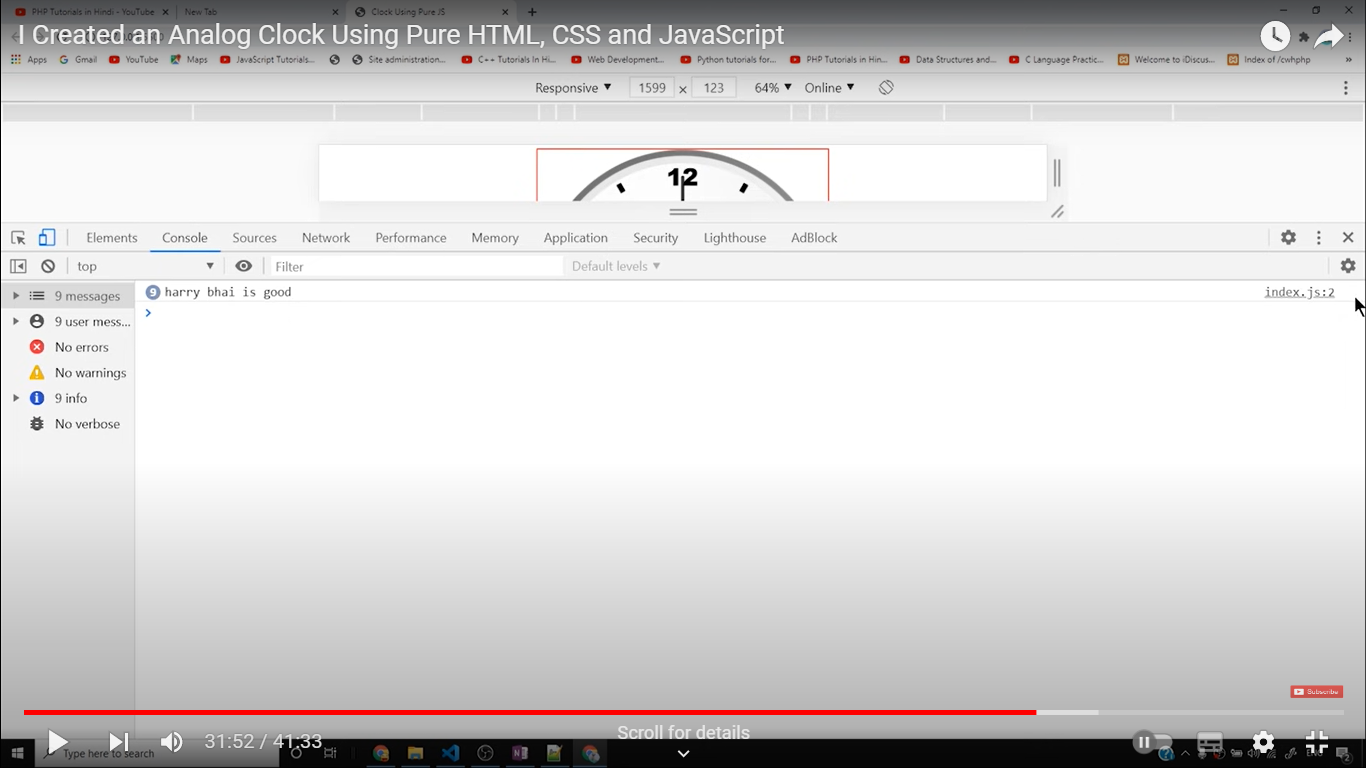 PHP Tutorials in Hindi - YouTube New Tab Clock Using Pure JS
I Created an Analog Clock Using Pure HTML, CSS and JavaScript
Apps Gmail YouTube Maps JavaScript Tutorials... Site administration... C++ Tutorials In Hi... Web Development... Python tutorials for... PHP Tutorials in Hin... Data Structures and... C Language Practic... Welcome to iDiscus... Index of /cwhphp »
Responsive 1599 × 123 64% Online
12
Elements Console Sources Network Performance Memory Application Security Lighthouse AdBlock
top Filter Default levels
9 messages
9 harry bhai is good index.js:2
9 user mess...
No errors
No warnings
9 info
No verbose
Subscribe
Scroll for details
31:52 / 41:33
Type here to search